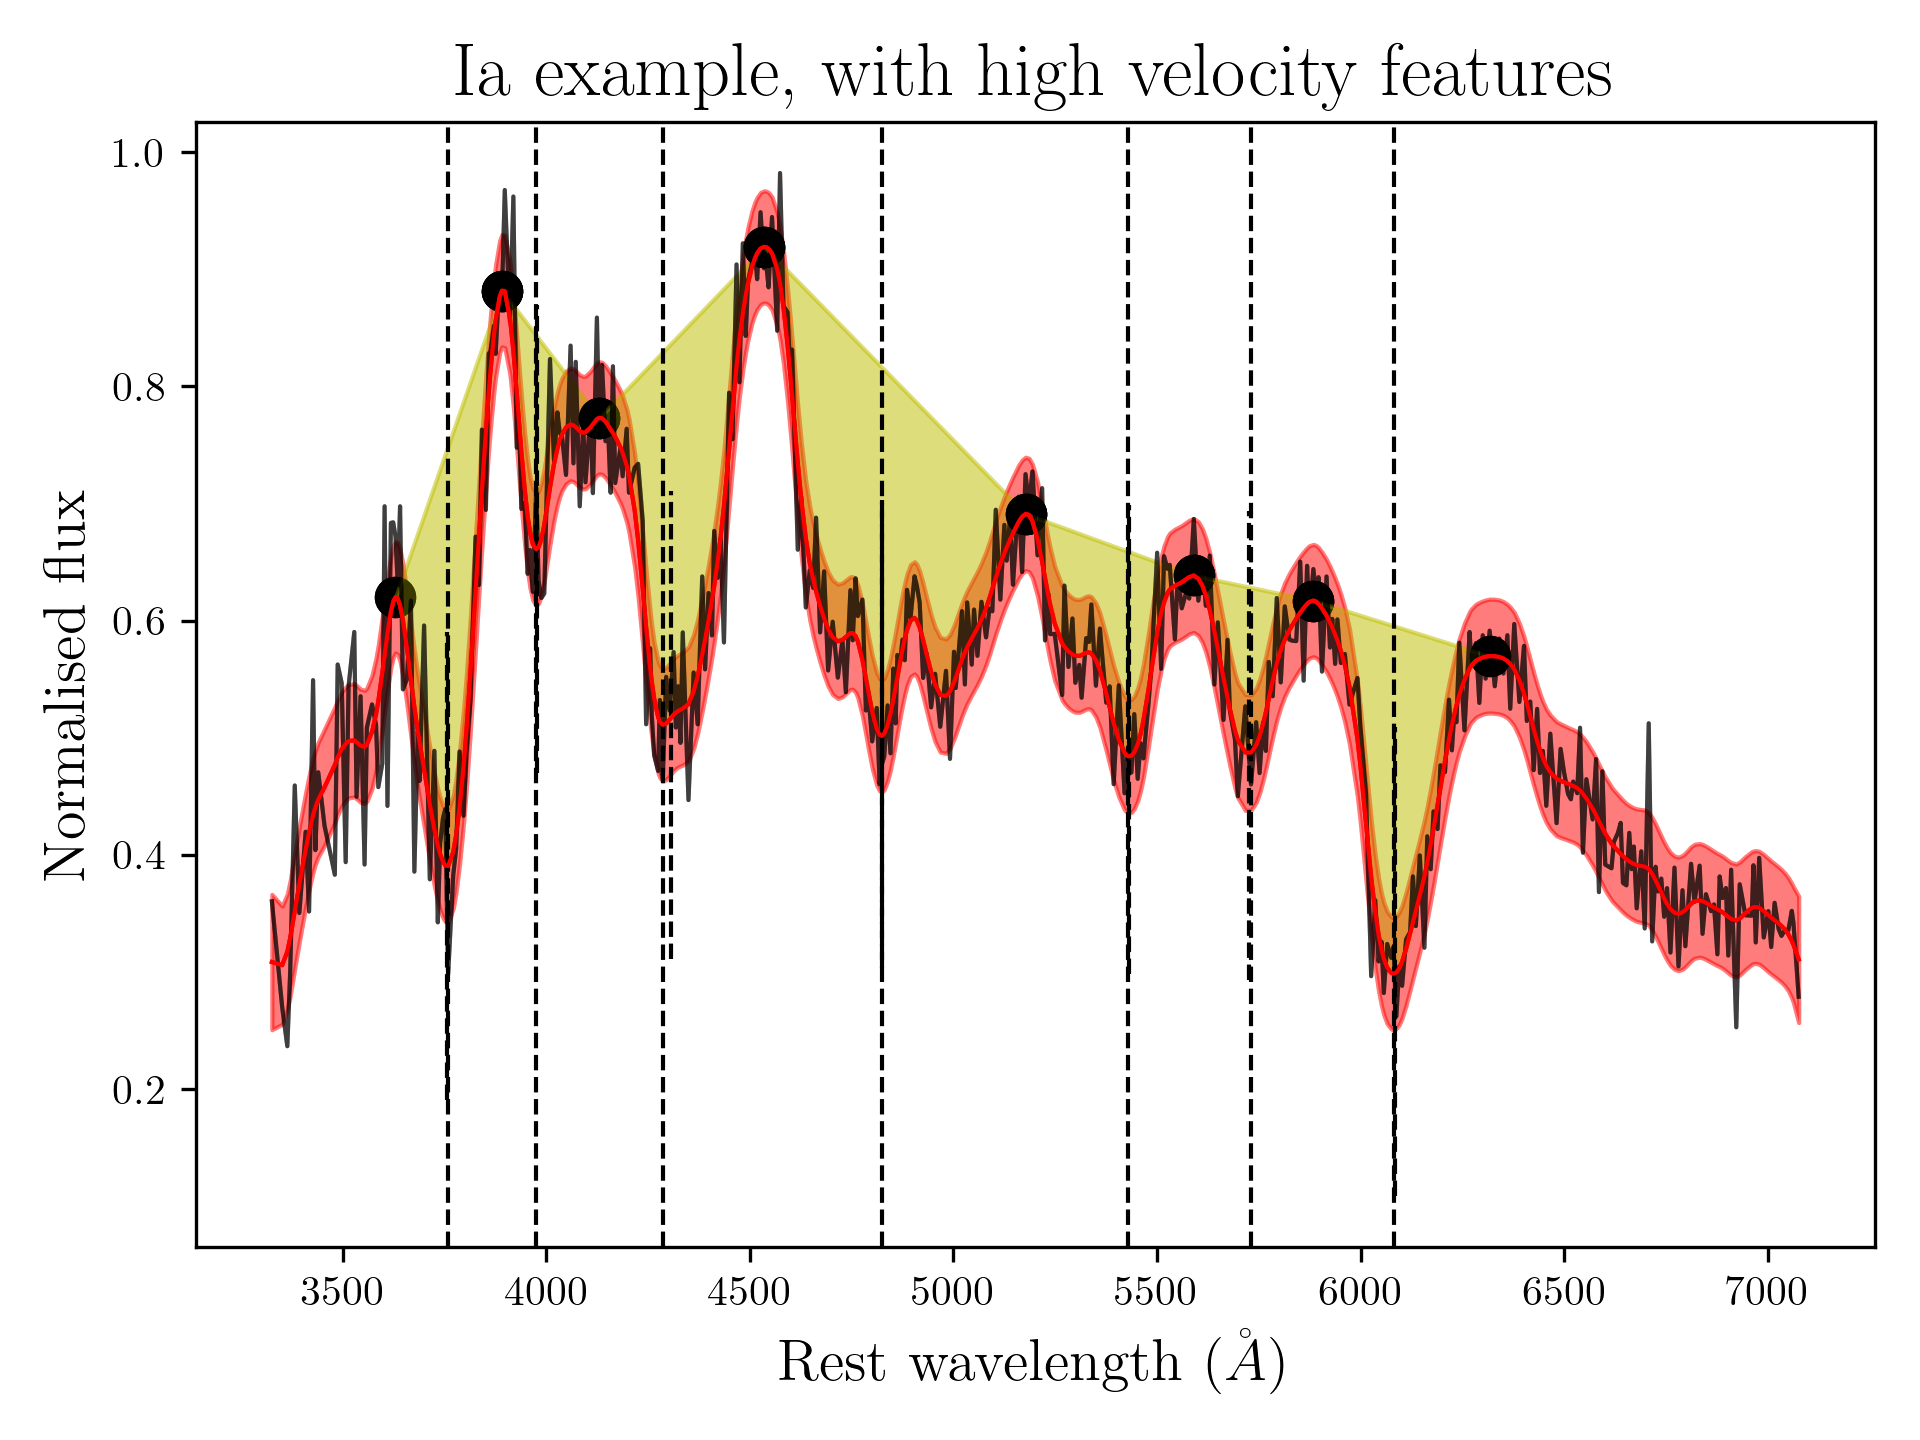 Ia example, with high velocity features
Normalised flux
1.0
0.8
0.6
0.4
0.2
3500 4000 4500 5000 5500 6000 6500 7000
Rest wavelength (Å)